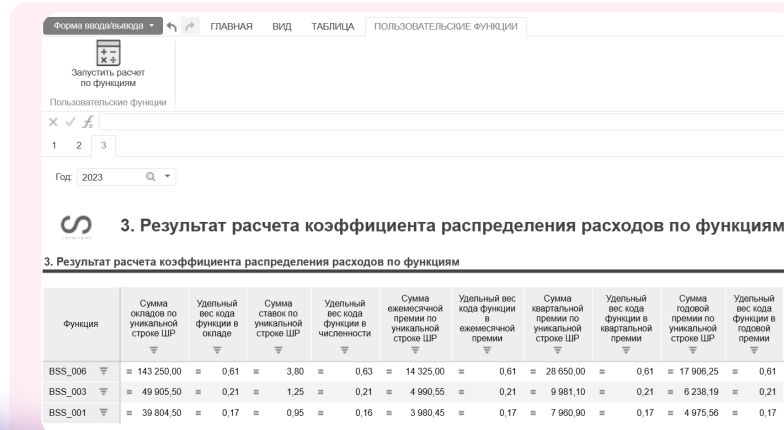 Форма ввода/вывода ГЛАВНАЯ ВИД ТАБЛИЦА ПОЛЬЗОВАТЕЛЬСКИЕ ФУНКЦИИ
Запустить расчет
по функциям
Пользовательские функции
1 2 3
Год: 2023
3. Результат расчета коэффициента распределения расходов по функциям
3. Результат расчета коэффициента распределения расходов по функциям
Функция
Сумма окладов по уникальной строке ШР
Удельный вес кода функции в окладе
Сумма ставок по уникальной строке ШР
Удельный вес кода функции в численности
Сумма ежемесячной премии по уникальной строке ШР
Удельный вес кода функции в ежемесячной премии
Сумма квартальной премии по уникальной строке ШР
Удельный вес кода функции в квартальной премии
Сумма годовой премии по уникальной строке ШР
Удельный вес кода функции в годовой премии
BSS_006 = 143 250,00 = 0,61 = 3,80 = 0,63 = 14 325,00 = 0,61 = 28 650,00 = 0,61 = 17 906,25 = 0,61
BSS_003 = 49 905,50 = 0,21 = 1,25 = 0,21 = 4 990,55 = 0,21 = 9 981,10 = 0,21 = 6 238,19 = 0,21
BSS_001 = 39 804,50 = 0,17 = 0,95 = 0,16 = 3 980,45 = 0,17 = 7 960,90 = 0,17 = 4 975,56 = 0,17